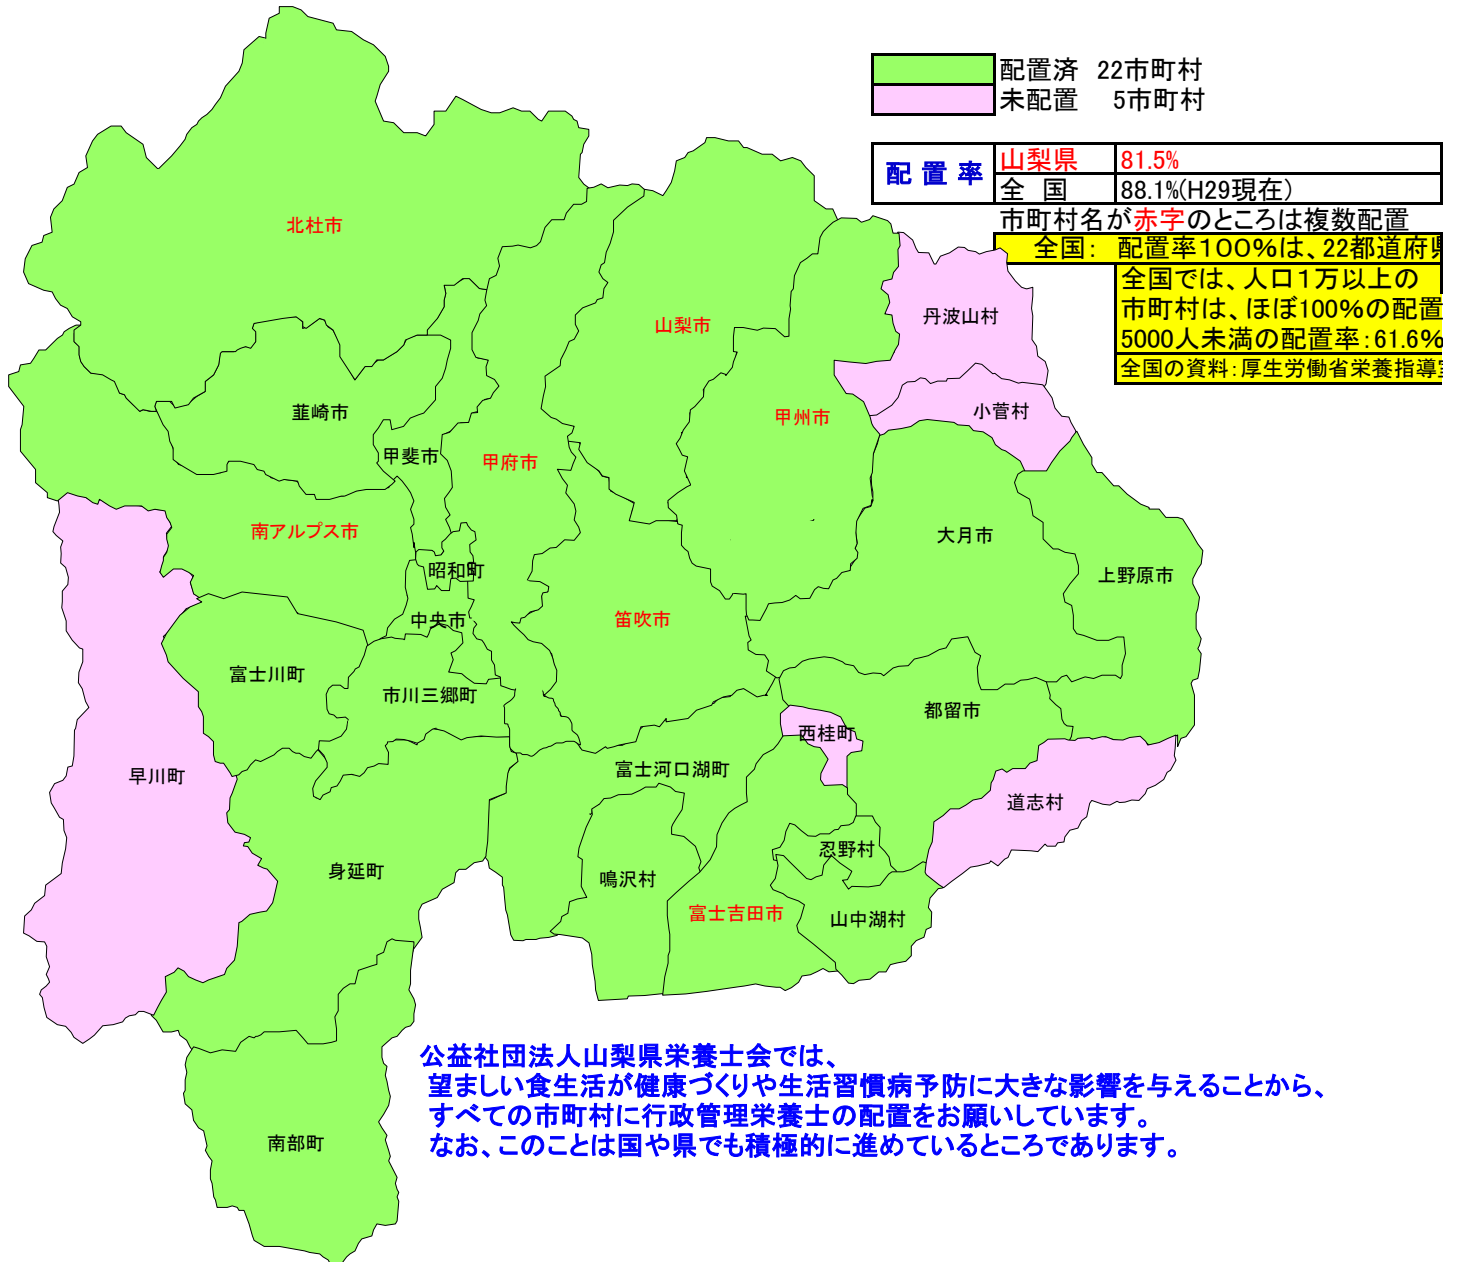 配置済 22市町村
未配置 5市町村
配置率
山梨県 81.5%
全国 88.1%(H29現在)
市町村名が赤字のところは複数配置
全国: 配置率100%は、22都道府県
全国では、人口1万以上の
市町村は、ほぼ100%の配置
5000人未満の配置率:61.6%
全国の資料:厚生労働省栄養指導
北杜市
丹波山村
山梨市
小菅村
韮崎市
甲州市
甲斐市
甲府市
南アルプス市
大月市
昭和町
上野原市
中央市
笛吹市
富士川町
市川三郷町
都留市
西桂町
早川町
富士河口湖町
道志村
忍野村
身延町
鳴沢村
富士吉田市
山中湖村
公益社団法人山梨県栄養士会では、
望ましい食生活が健康づくりや生活習慣病予防に大きな影響を与えることから、
すべての市町村に行政管理栄養士の配置をお願いしています。
なお、このことは国や県でも積極的に進めているところであります。
南部町